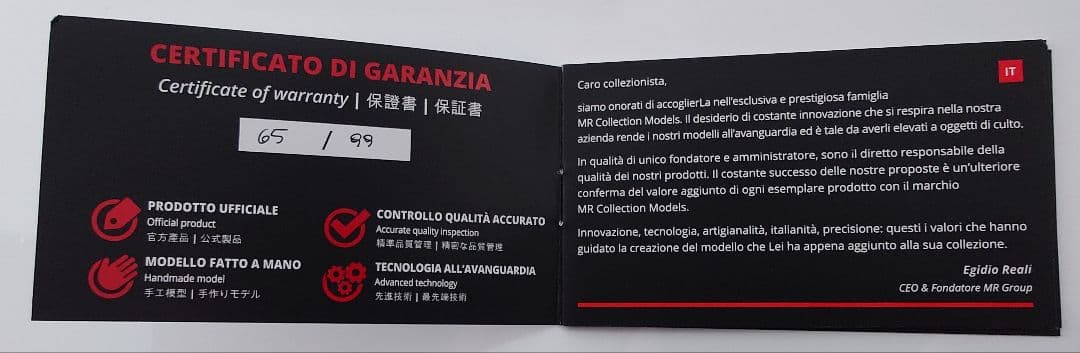 CERTIFICATO DI GARANZIA
Certificate of warranty | 保證書 | 保証書
65 / 99
PRODOTTO UFFICIALE
Official product
官方產品 | 公式製品
MODELLO FATTO A MANO
Handmade model
手工模型 | 手作りモデル
CONTROLLO QUALITÀ ACCURATO
Accurate quality inspection
精準品質管理 | 精密な品質管理
TECNOLOGIA ALL'AVANGUARDIA
Advanced technology
先進技術 | 最先端技術
IT
Caro collezionista,
siamo onorati di accoglierLa nell'esclusiva e prestigiosa famiglia
MR Collection Models. Il desiderio di costante innovazione che si respira nella nostra
azienda rende i nostri modelli all'avanguardia ed è tale da averli elevati a oggetti di culto.
In qualità di unico fondatore e amministratore, sono il diretto responsabile della
qualità dei nostri prodotti. Il costante successo delle nostre proposte è un'ulteriore
conferma del valore aggiunto di ogni esemplare prodotto con il marchio
MR Collection Models.
Innovazione, tecnologia, artigianalità, italianità, precisione: questi i valori che hanno
guidato la creazione del modello che Lei ha appena aggiunto alla sua collezione.
Egidio Reali
CEO & Fondatore MR Group